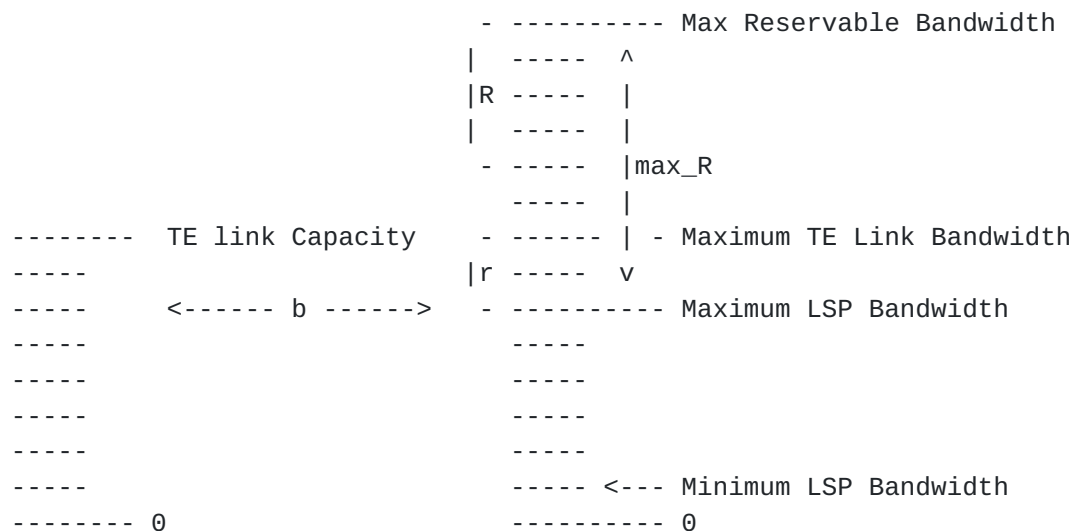 - ---------- Max Reservable Bandwidth
                                     |  -----  ^
                                     |R -----  |
                                     |  -----  |
                                      - -----  |max_R
                                        -----  |
--------  TE link Capacity    - ------ | - Maximum TE Link Bandwidth
-----                        |r -----  v
-----     <------ b ------>   - ---------- Maximum LSP Bandwidth
-----                           -----
-----                           -----
-----                           -----
-----                           -----
-----                           ----- <--- Minimum LSP Bandwidth
-------- 0                      ---------- 0